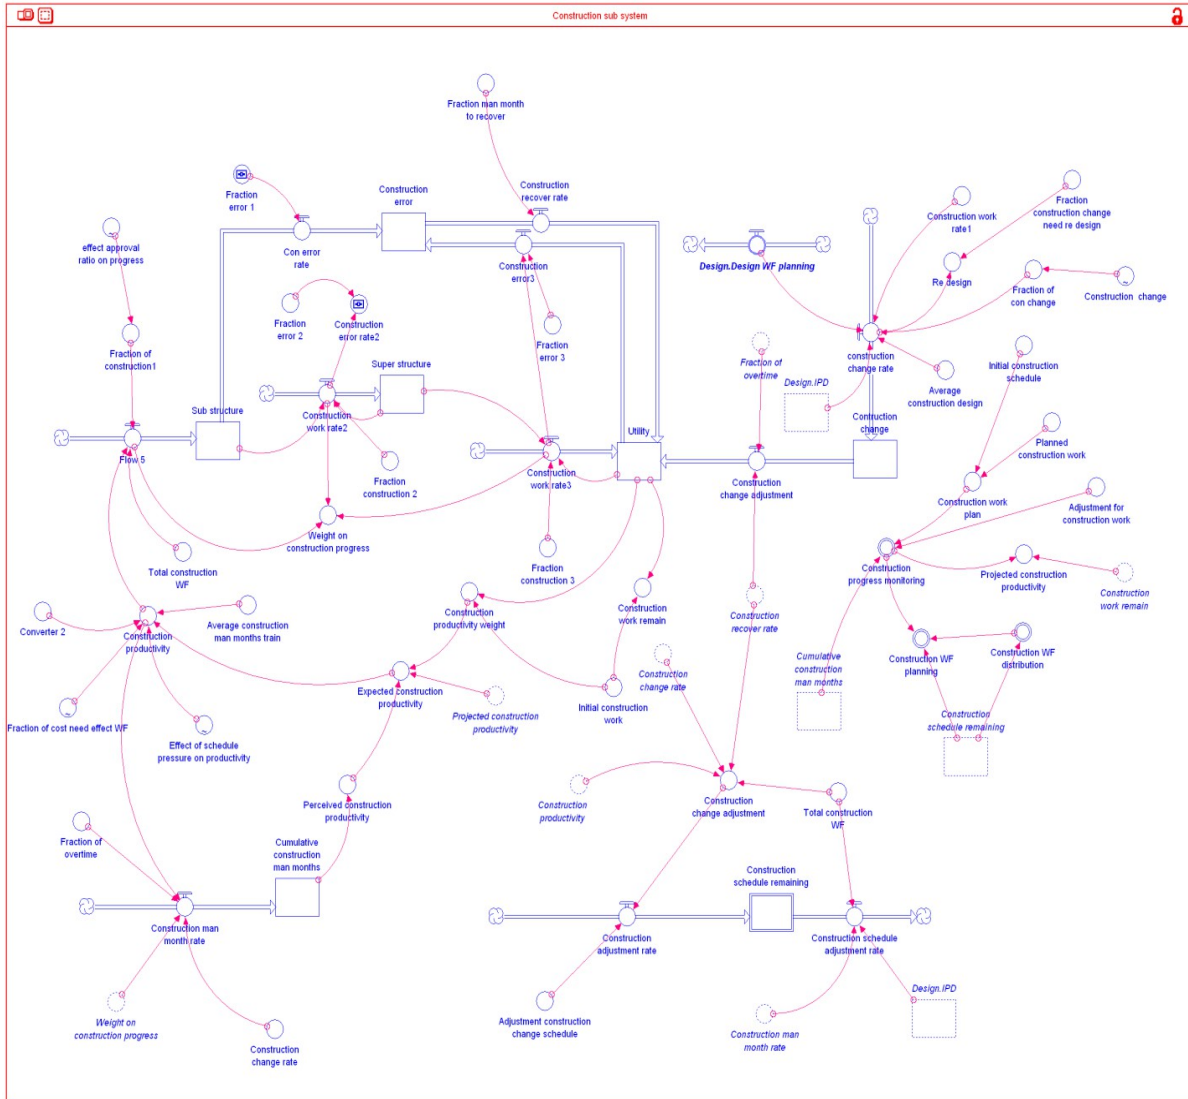 Construction sub system
Fraction man month
to recover
Fraction
error 1
Construction
error
Construction
recover rate
effect approval
ratio on progress
Con error
rate
Construction
error3
Design.Design WF planning
Construction work
rate1
Fraction
construction change
need re design
Re design
Fraction of
con change
Construction change
Fraction
error 2
Construction
error rate2
Fraction
error 3
Fraction of
construction1
Super structure
Fraction of
overtime
Design.IPD
construction
change rate
Average
construction design
Initial construction
schedule
Sub structure
Construction
work rate2
Utility
Contruction
change
Planned
construction work
Flow 5
Fraction
construction 2
Construction
work rate3
Construction
change adjustment
Construction work
plan
Adjustment for
construction work
Weight on
construction progress
Total construction
WF
Fraction
construction 3
Construction
progress monitoring
Projected construction
productivity
Construction
work remain
Converter 2
Construction
productivity
Average construction
man months train
Construction
productivity weight
Construction
work remain
Construction
recover rate
Construction WF
planning
Construction WF
distribution
Cumulative
construction
man months
Construction
schedule remaining
Fraction of cost need effect WF
Effect of schedule
pressure on productivity
Expected construction
productivity
Projected construction
productivity
Initial construction
work
Construction
change rate
Perceived construction
productivity
Construction
productivity
Construction
change adjustment
Total construction
WF
Fraction of
overtime
Cumulative
construction
man months
Construction
schedule remaining
Construction man
month rate
Construction
adjustment rate
Construction schedule
adjustment rate
Weight on
construction progress
Construction
change rate
Adjustment construction
change schedule
Construction man
month rate
Design.IPD